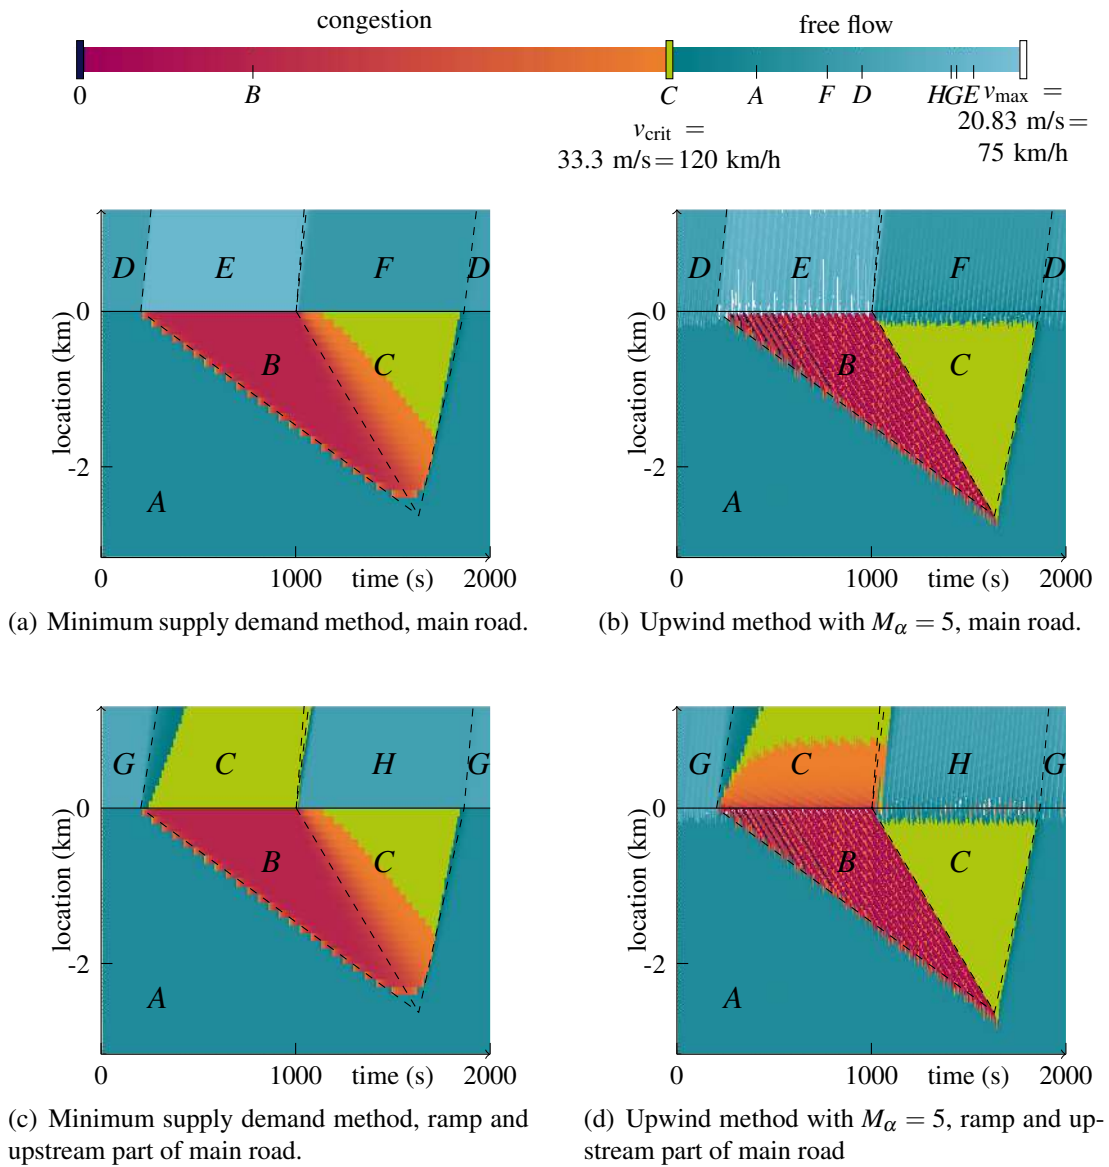 congestion
free flow
0 B C A F D H G E v_max =
20.83 m/s=
75 km/h
v_crit =
33.3 m/s=120 km/h
location (km)
0
-2
D E F D
B C
A
0 1000 time (s) 2000
(a) Minimum supply demand method, main road.
location (km)
0
-2
D E F D
B C
A
0 1000 time (s) 2000
(b) Upwind method with M_α = 5, main road.
location (km)
0
-2
G C H G
B C
A
0 1000 time (s) 2000
(c) Minimum supply demand method, ramp and
upstream part of main road.
location (km)
0
-2
G C H G
B C
A
0 1000 time (s) 2000
(d) Upwind method with M_α = 5, ramp and up-
stream part of main road